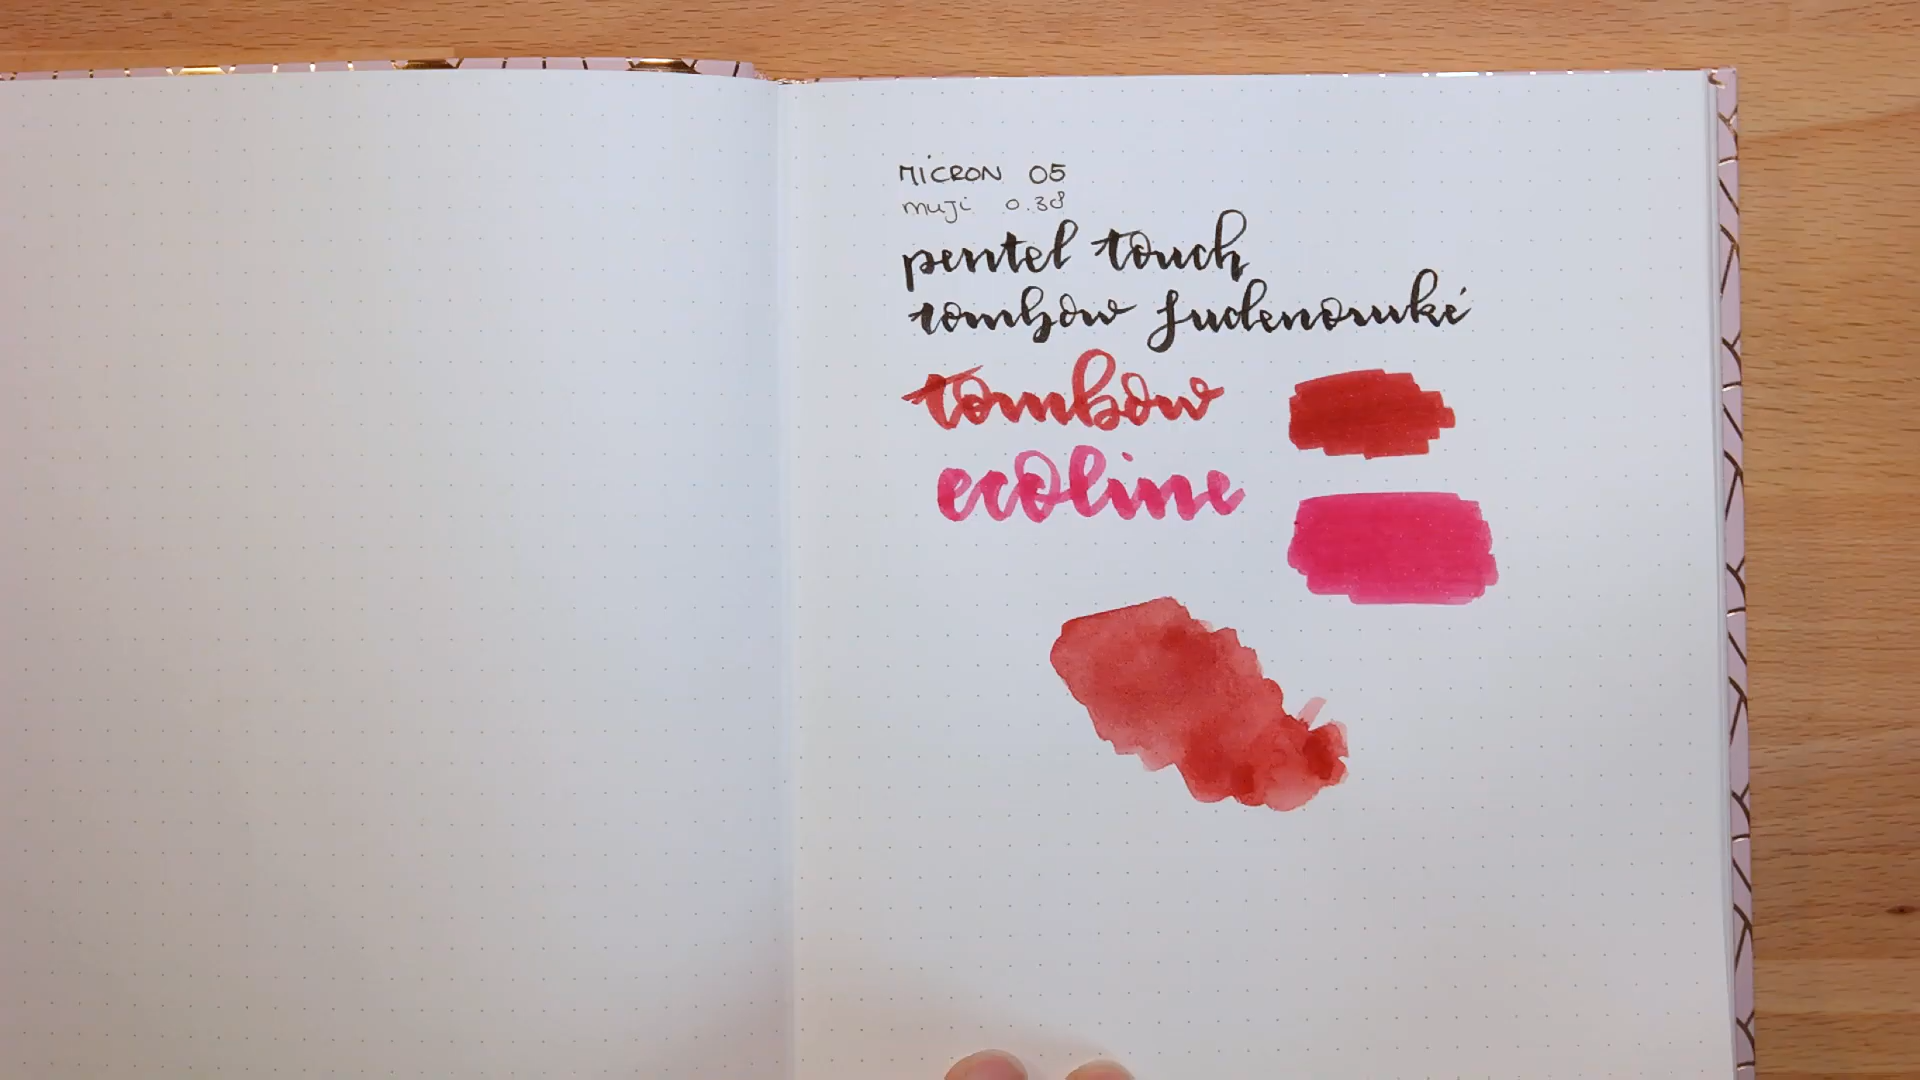 MiCRON 05
muji 0.38
pentel touch
tombow fudenosuke
tombow
ecoline